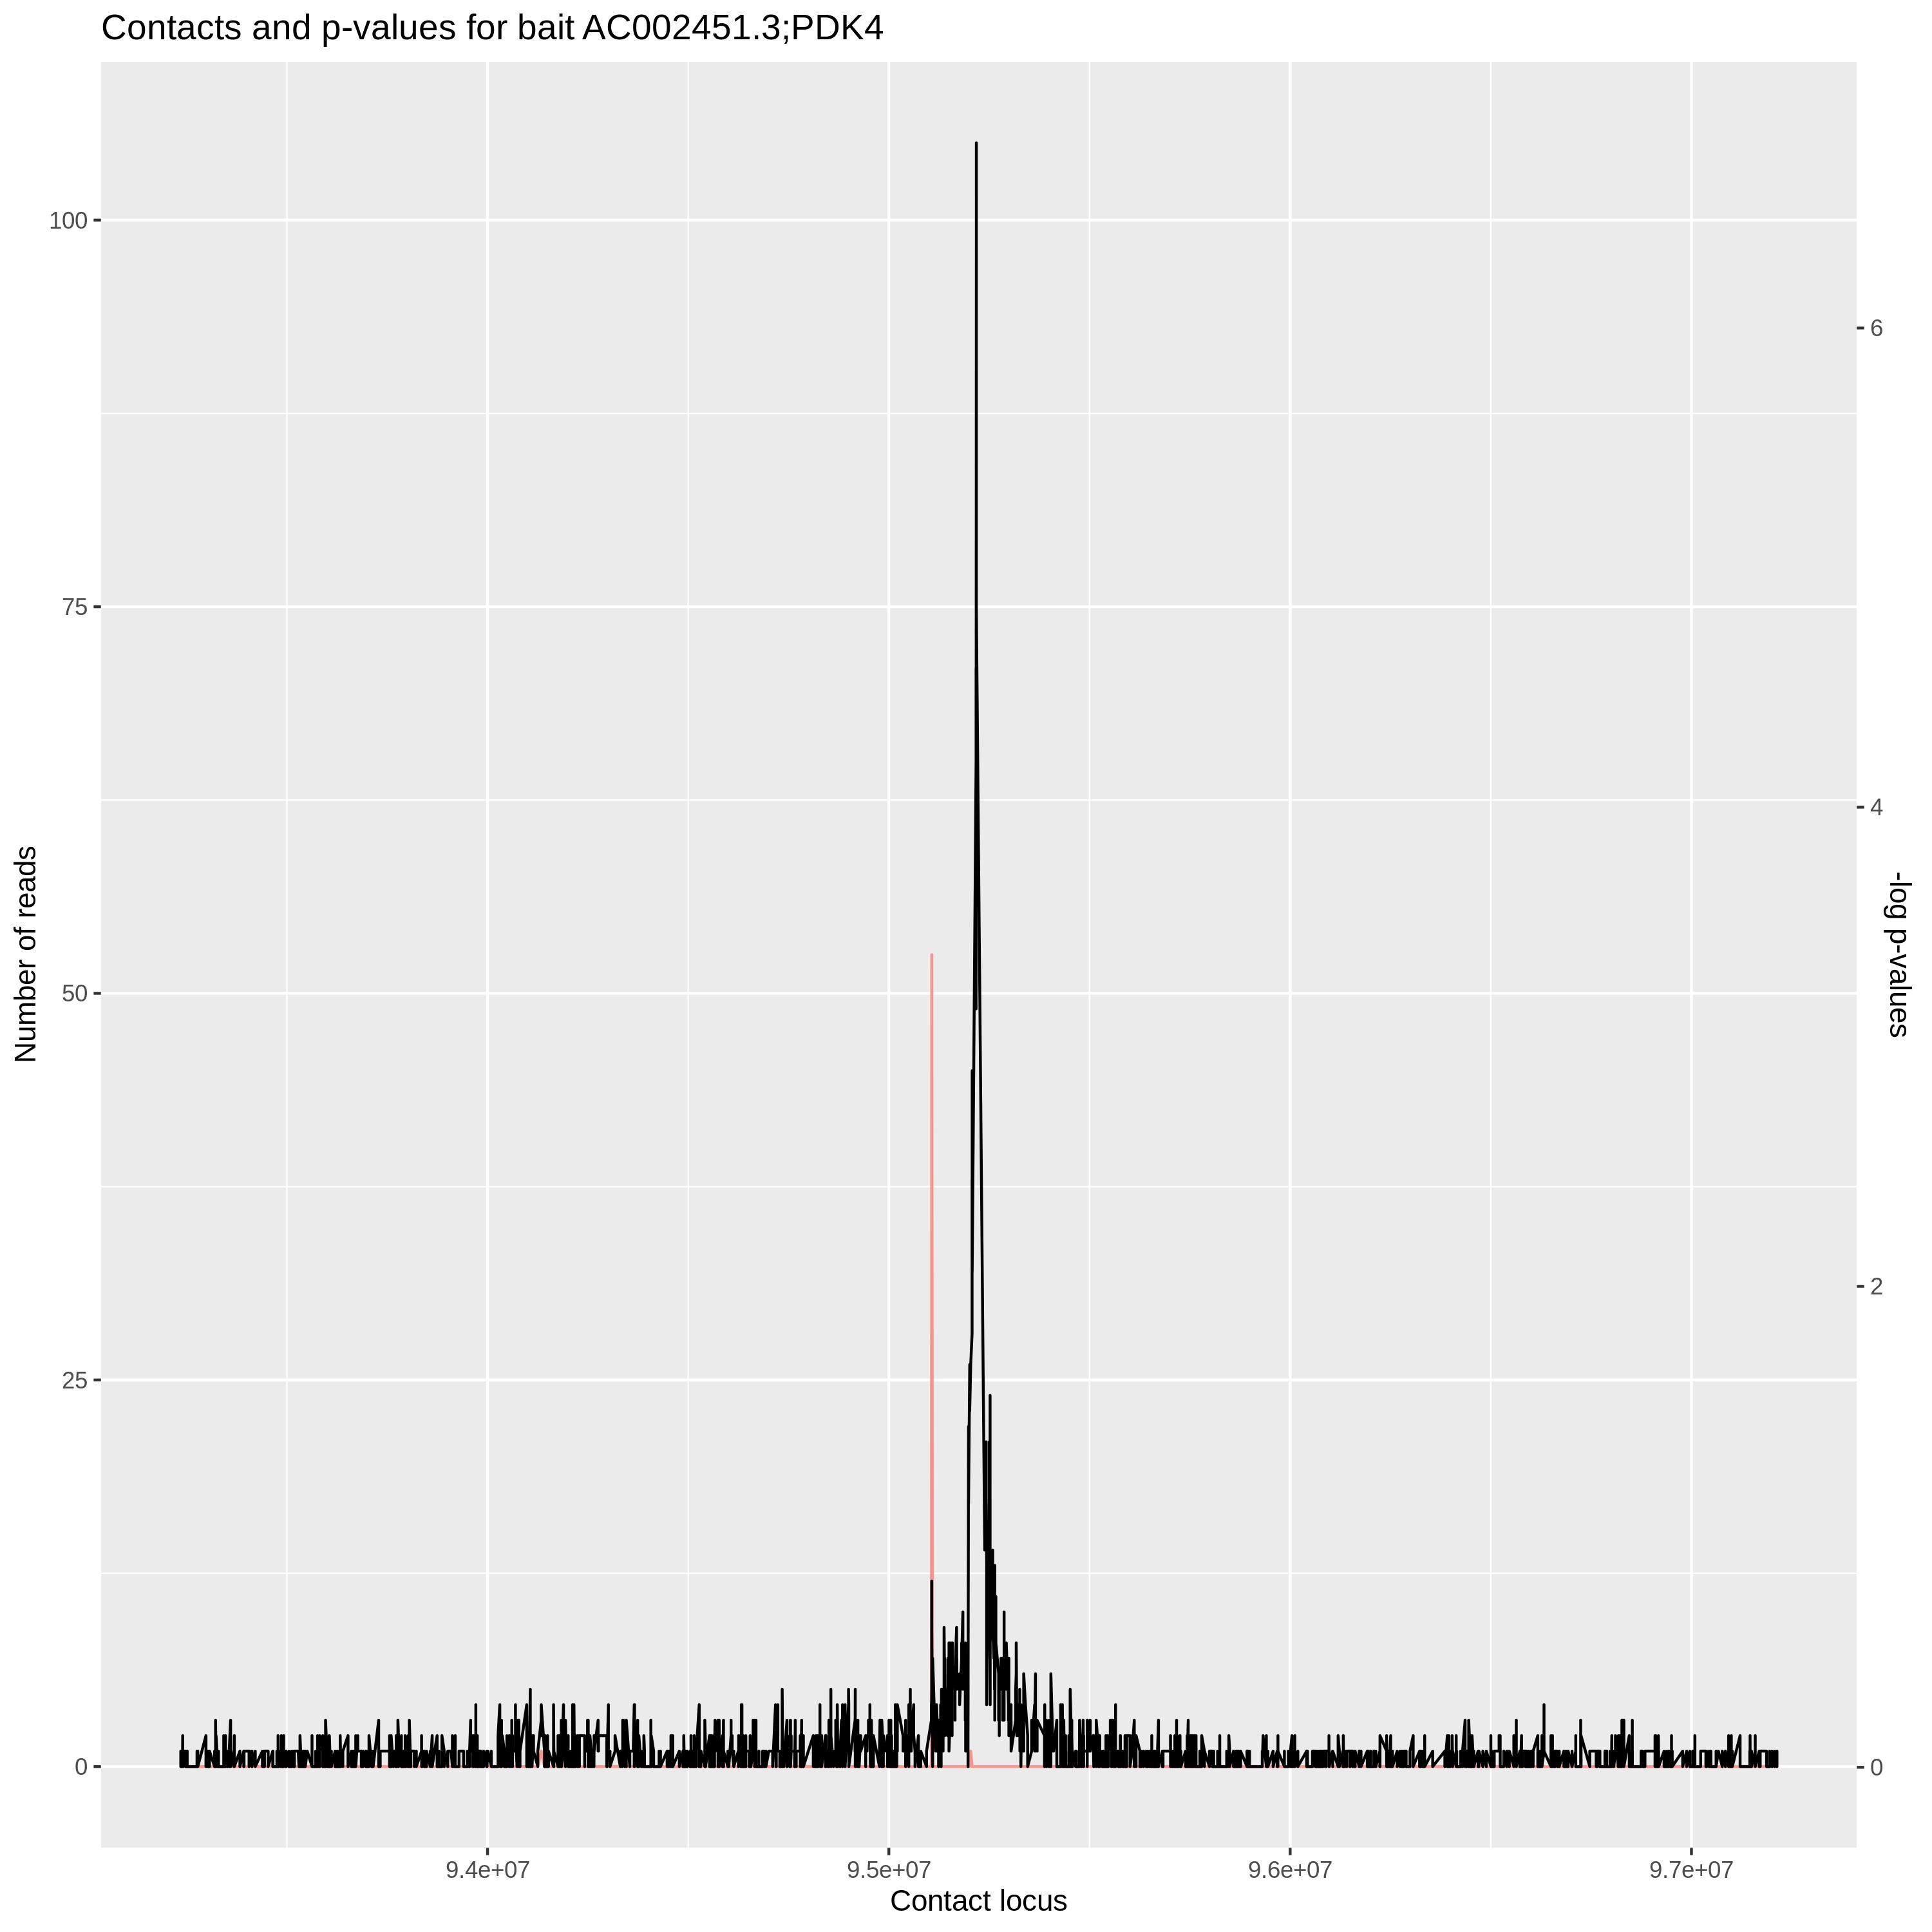 Contacts and p-values for bait AC002451.3;PDK4
100
75
50
25
0
Number of reads
6
4
2
0
-log p-values
9.4e+07
9.5e+07
9.6e+07
9.7e+07
Contact locus